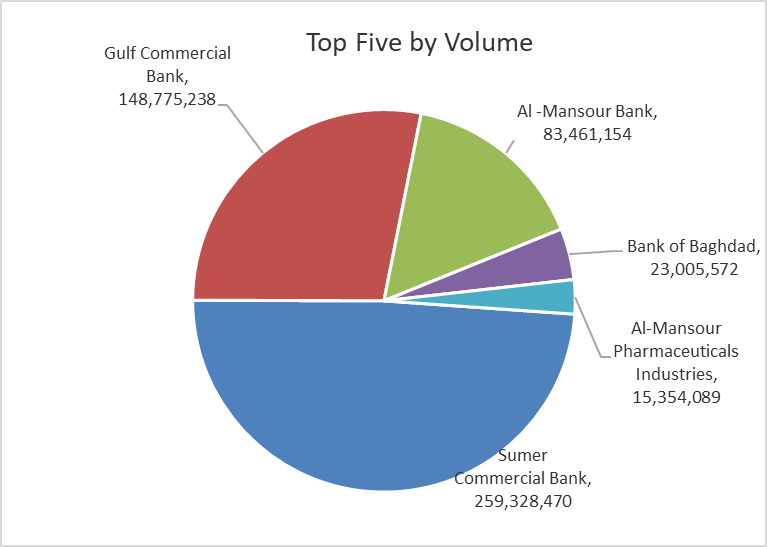 Top Five by Volume
Gulf Commercial
Bank,
148,775,238
Al -Mansour Bank,
83,461,154
Bank of Baghdad,
23,005,572
Al-Mansour
Pharmaceuticals
Industries,
15,354,089
Sumer
Commercial Bank,
259,328,470